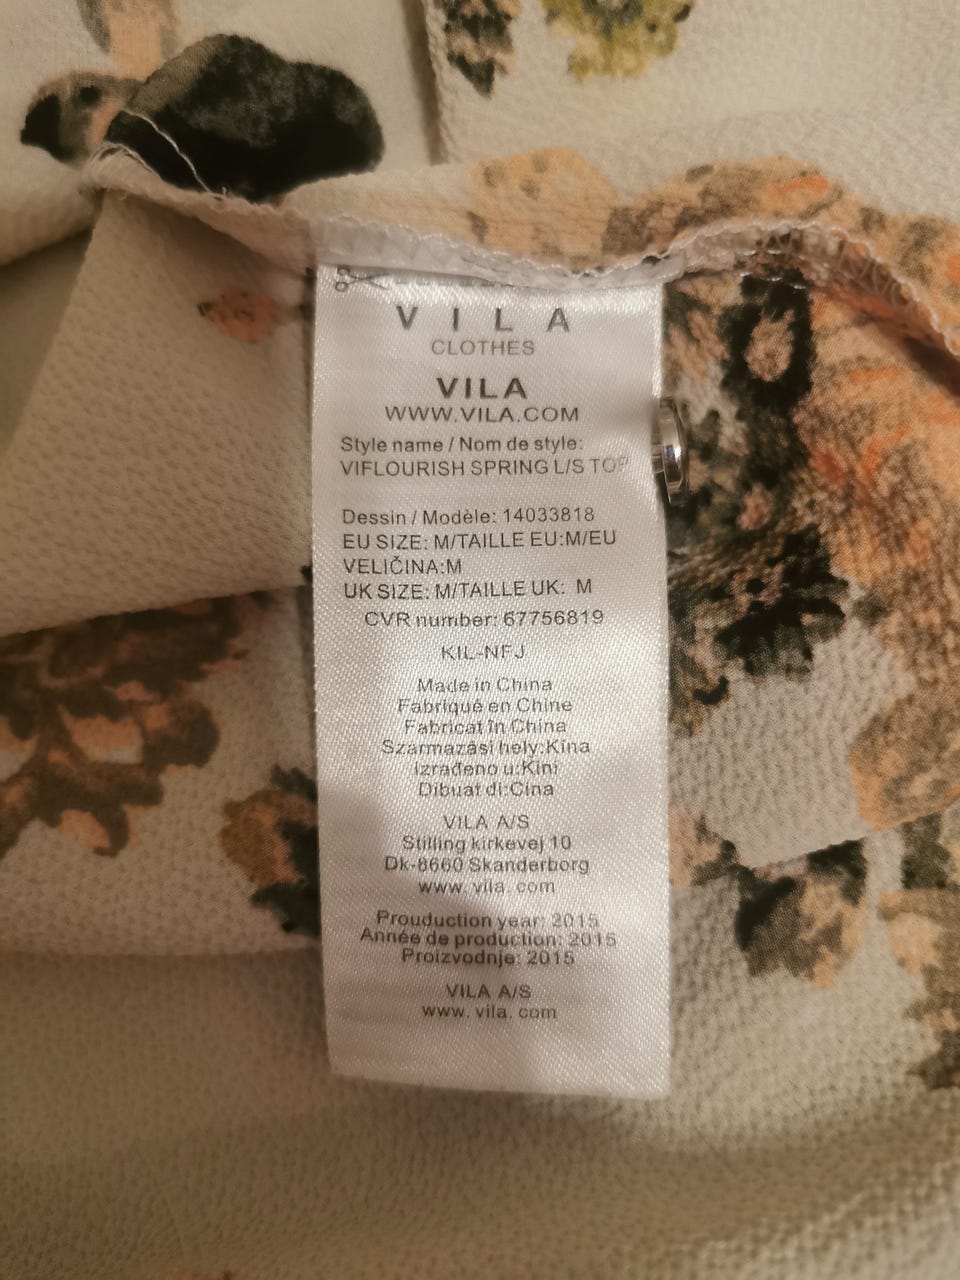 V I L A
CLOTHES
VILA
WWW.VILA.COM
Style name / Nom de style:
VIFLOURISH SPRING L/S TOP
Dessin / Modèle: 14033818
EU SIZE: M/TAILLE EU:M/EU
VELIČINA:M
UK SIZE: M/TAILLE UK: M
CVR number: 67756819
KIL-NFJ
Made in China
Fabriqué en Chine
Fabricat în China
Szarmazási hely:Kína
Izrađeno u:Kini
Dibuat di:Cina
VILA A/S
Stilling kirkevej 10
Dk-8660 Skanderborg
www. vila. com
Prouduction year: 2015
Année de production: 2015
Proizvodnje: 2015
VILA A/S
www. vila. com